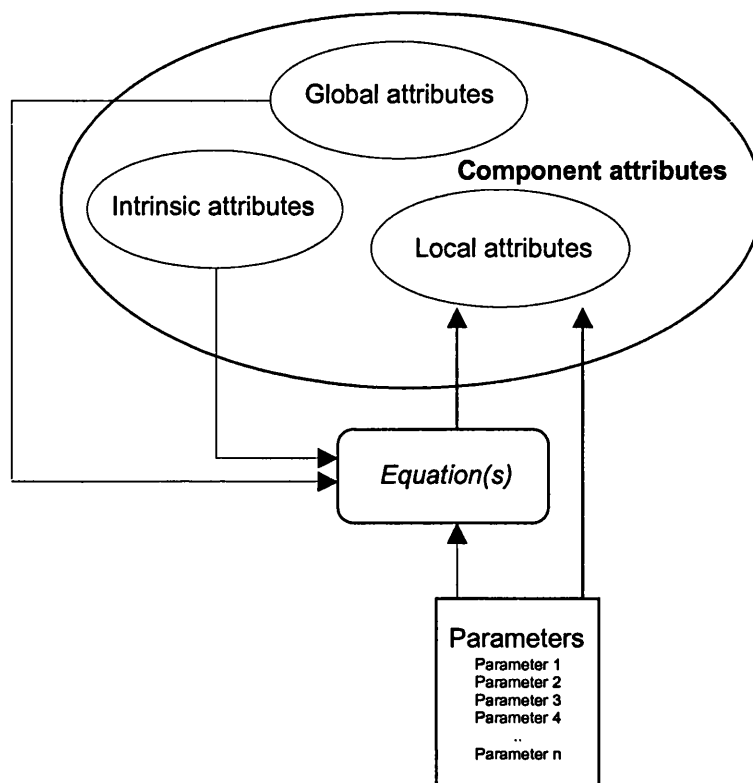 Global attributes
Component attributes
Intrinsic attributes
Local attributes
Equation(s)
Parameters
Parameter 1
Parameter 2
Parameter 3
Parameter 4
..
Parameter n